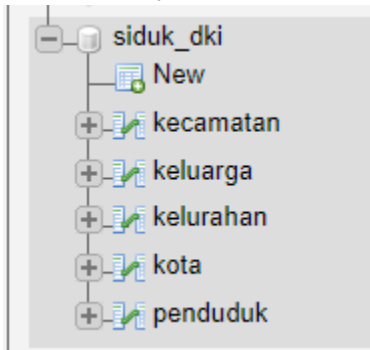 siduk_dki
New
kecamatan
keluarga
kelurahan
kota
penduduk